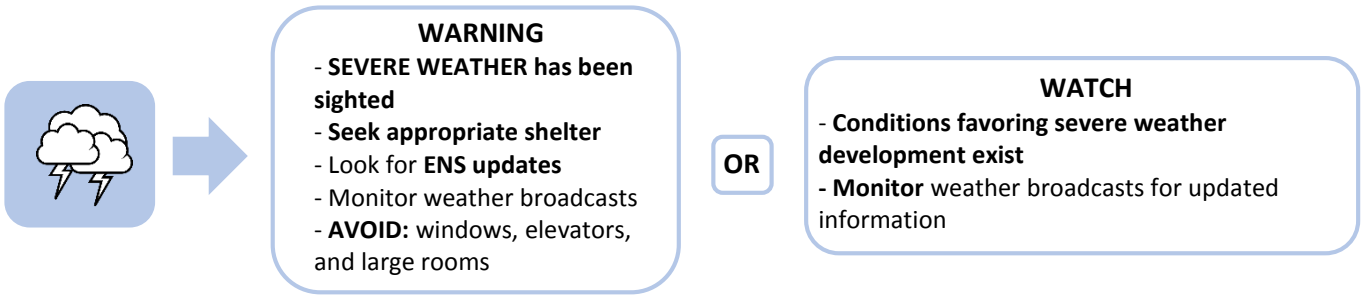 WARNING
- SEVERE WEATHER has been
sighted
- Seek appropriate shelter
- Look for ENS updates
- Monitor weather broadcasts
- AVOID: windows, elevators,
and large rooms
OR
WATCH
- Conditions favoring severe weather
development exist
- Monitor weather broadcasts for updated
information